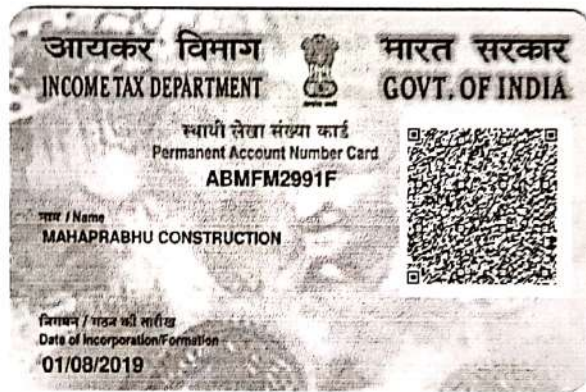 आयकर विभाग
INCOME TAX DEPARTMENT
भारत सरकार
GOVT. OF INDIA
स्थायी लेखा संख्या कार्ड
Permanent Account Number Card
ABMFM2991F
नाम / Name
MAHAPRABHU CONSTRUCTION
निगमन / गठन की तारीख
Date of Incorporation/Formation
01/08/2019